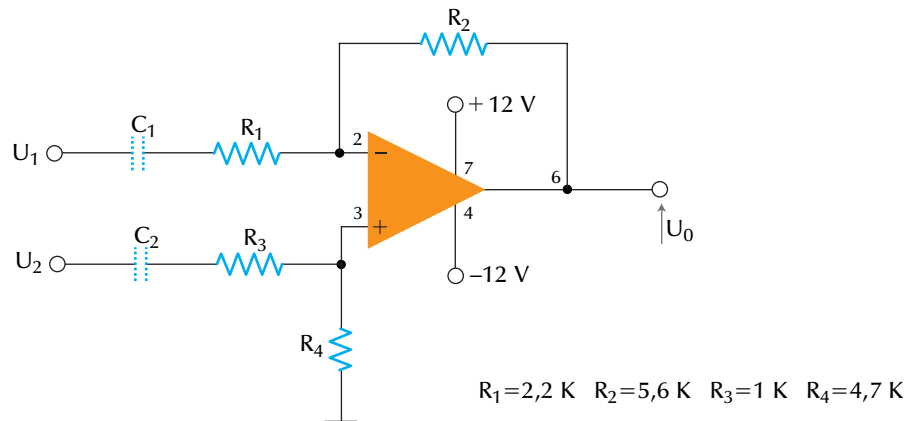 R2
+ 12 V
C1 R1 2 −
U1
7
6
4
3 +
C2 R3
U0
U2
−12 V
R4
R1=2,2 K R2=5,6 K R3=1 K R4=4,7 K